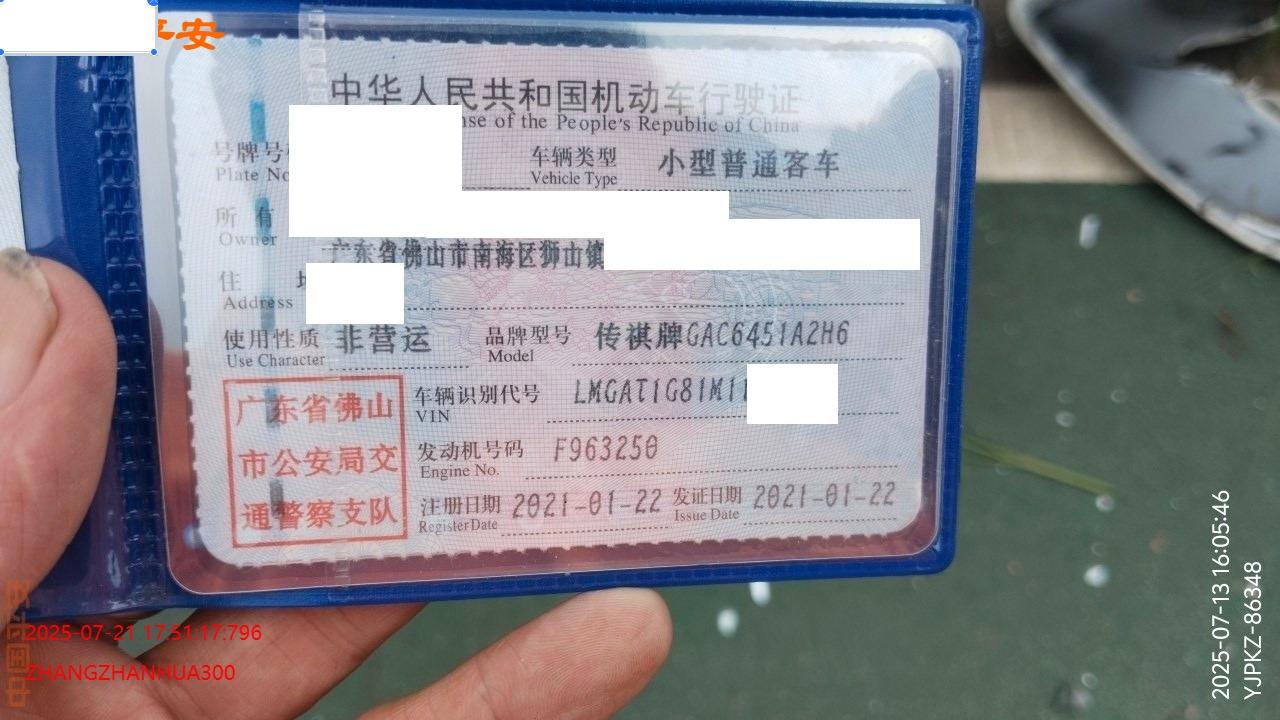 平安
中华人民共和国机动车行驶证
se of the People's Republic of China
号牌号
Plate No
车辆类型 小型普通客车
Vehicle Type
所有
Owner
广东省佛山市南海区狮山镇
住
Address
使用性质 非营运 品牌型号 传祺牌GAC6451A2H6
Use Character Model
车辆识别代号 LMGAT1G81M1
VIN
发动机号码 F963250
Engine No.
注册日期 2021-01-22 发证日期 2021-01-22
Register Date Issue Date
广东省佛山
市公安局交
通警察支队
2025-07-21 17:51:17:796
ZHANGZHANHUA300
中国平安
2025-07-13 16:05:46
YJPKZ-86348